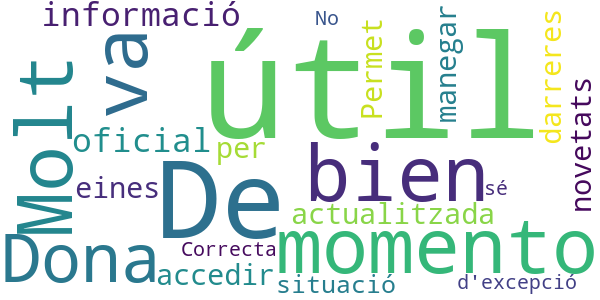 informació
No
va
útil
Permet
manegar
darreres
Molt
oficial
per
novetats
eines
De
bien
sé
actualitzada
Dona
Correcta
momento
accedir
situació
d'excepció